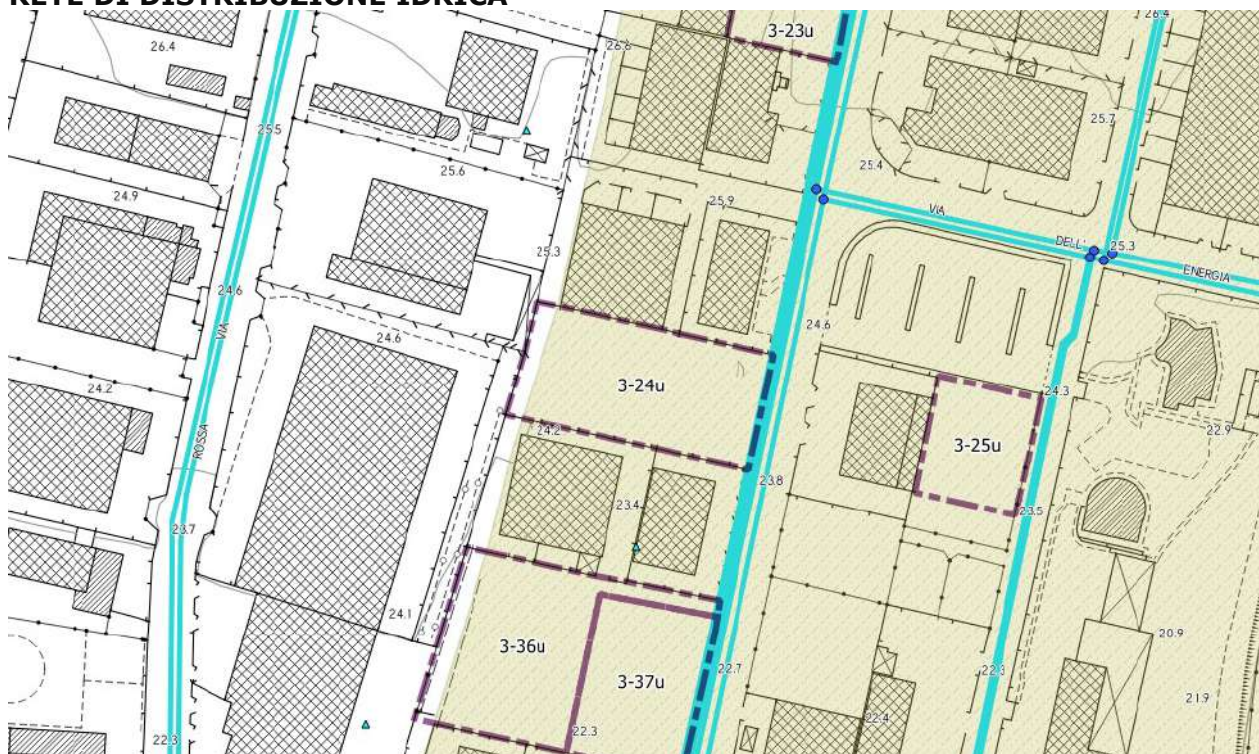 RETE DI DISTRIBUZIONE IDRICA
26.4
3-23u
26.4
26.6
25.5
25.7
25.6
25.4
24.9
25.9
VIA
DELL'
25.3
ENERGIA
25.3
24.6
24.6
VIA
24.6
24.2
3-24u
24.3
ROSSA
24.2
3-25u
22.9
23.8
23.4
23.5
23.7
24.1
3-36u
20.9
22.7
22.3
3-37u
21.9
22.4
22.3
22.3